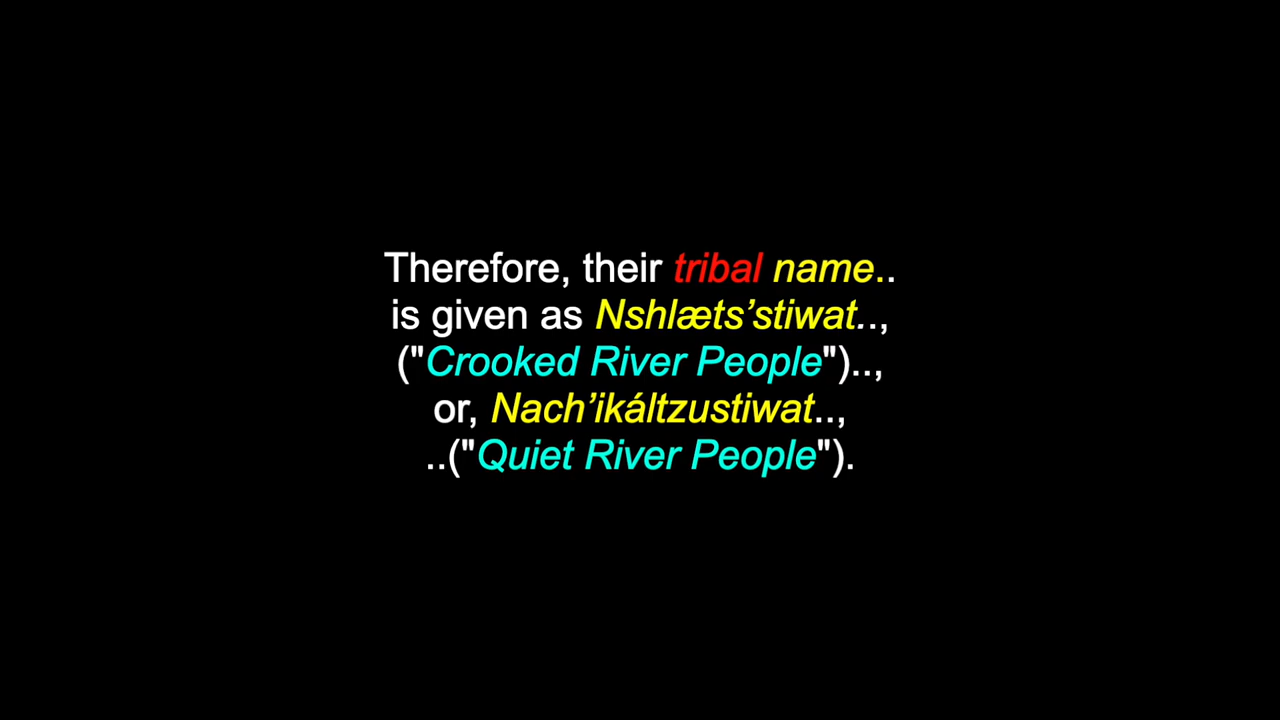 Therefore, their tribal name..
is given as Nshlæts’stiwat..,
("Crooked River People")..,
or, Nach’ikáltzustiwat..,
..("Quiet River People").